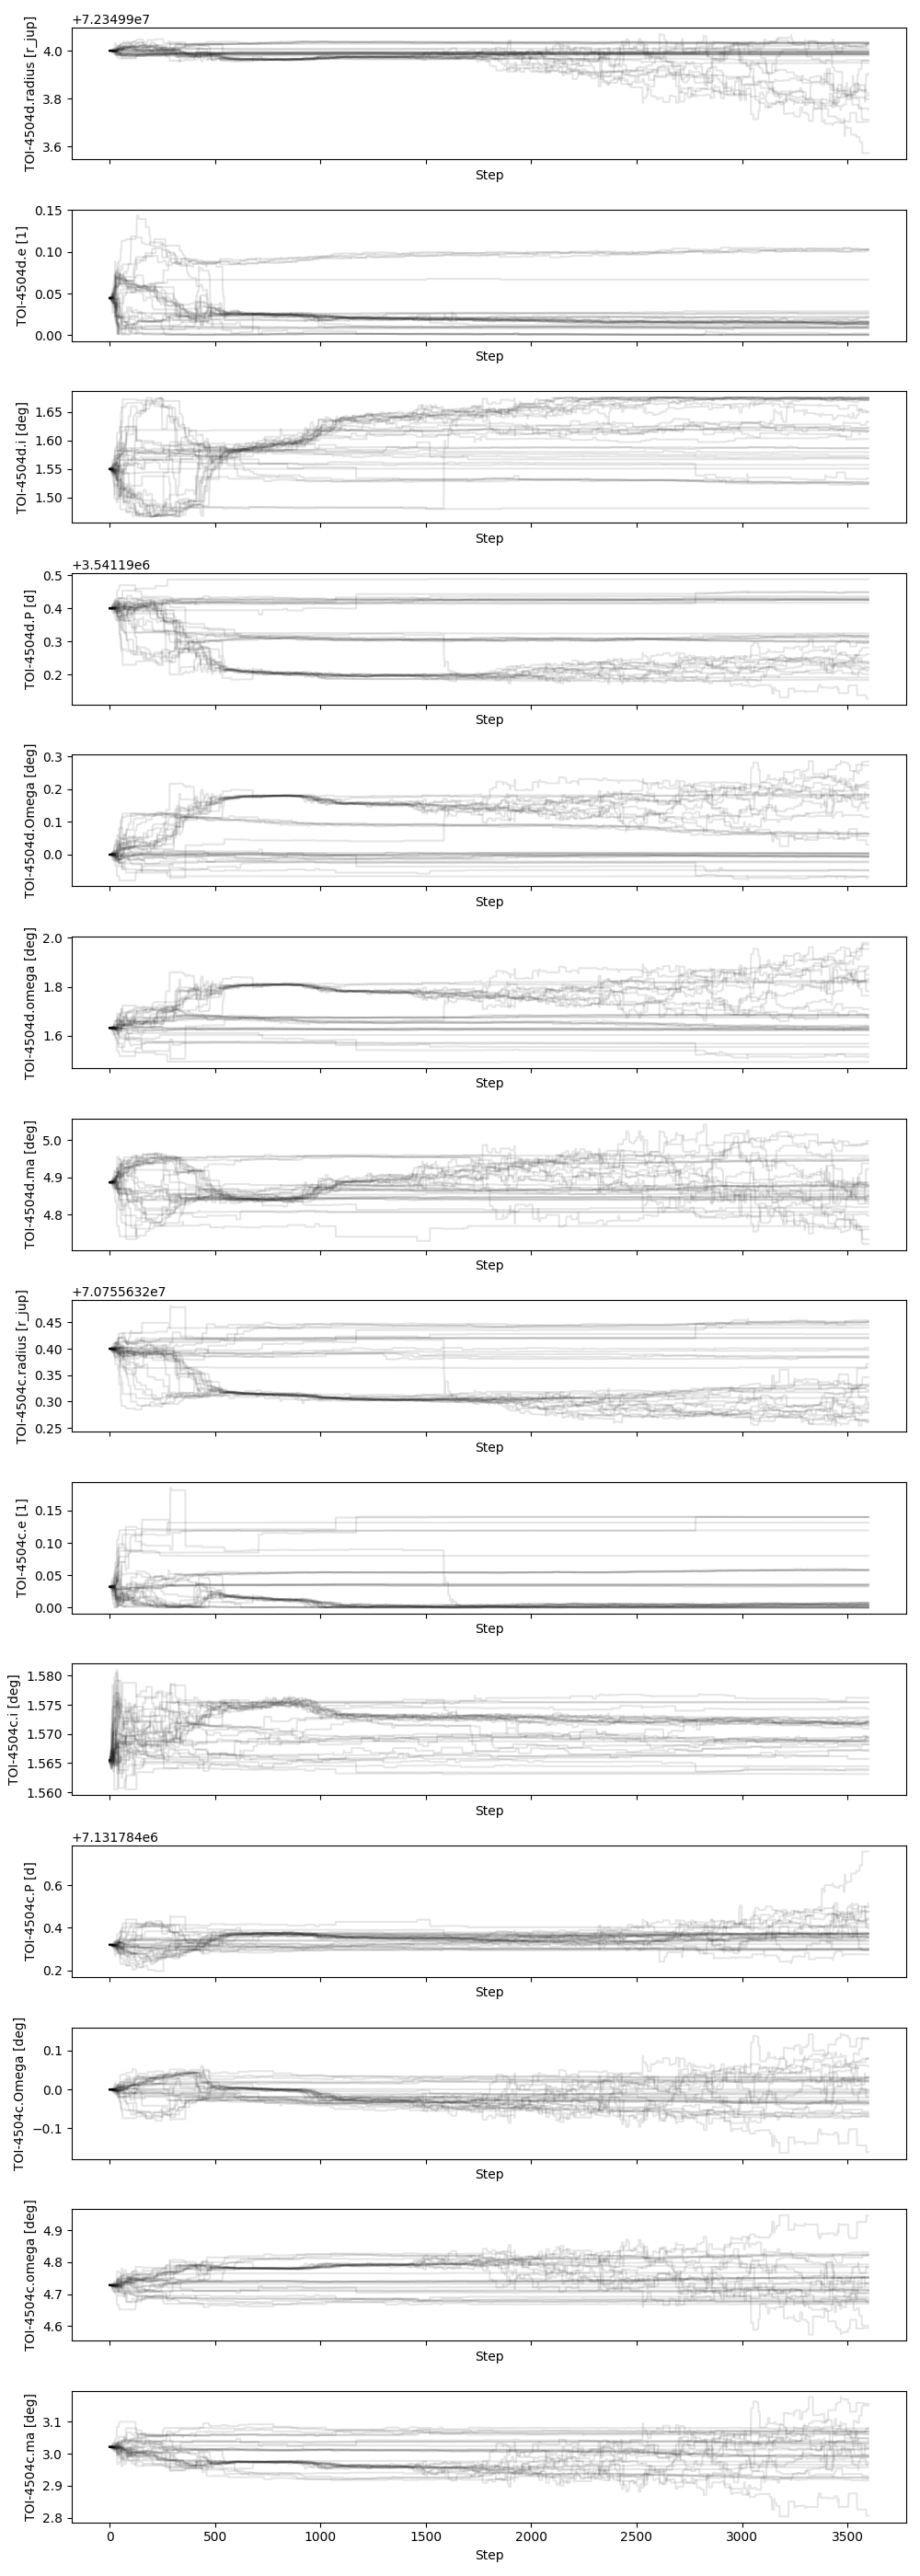 +7.23499e7
TOI-4504d.radius [r_jup]
4.0
3.8
3.6
Step
TOI-4504d.e [1]
0.15
0.10
0.05
0.00
Step
TOI-4504d.i [deg]
1.65
1.60
1.55
1.50
Step
+3.54119e6
TOI-4504d.P [d]
0.5
0.4
0.3
0.2
Step
TOI-4504d.Omega [deg]
0.3
0.2
0.1
0.0
Step
TOI-4504d.omega [deg]
2.0
1.8
1.6
Step
TOI-4504d.ma [deg]
5.0
4.9
4.8
Step
+7.0755632e7
TOI-4504c.radius [r_jup]
0.45
0.40
0.35
0.30
0.25
Step
TOI-4504c.e [1]
0.15
0.10
0.05
0.00
Step
TOI-4504c.i [deg]
1.580
1.575
1.570
1.565
1.560
Step
+7.131784e6
TOI-4504c.P [d]
0.6
0.4
0.2
Step
TOI-4504c.Omega [deg]
0.1
0.0
−0.1
Step
TOI-4504c.omega [deg]
4.9
4.8
4.7
4.6
Step
TOI-4504c.ma [deg]
3.1
3.0
2.9
2.8
0 500 1000 1500 2000 2500 3000 3500
Step